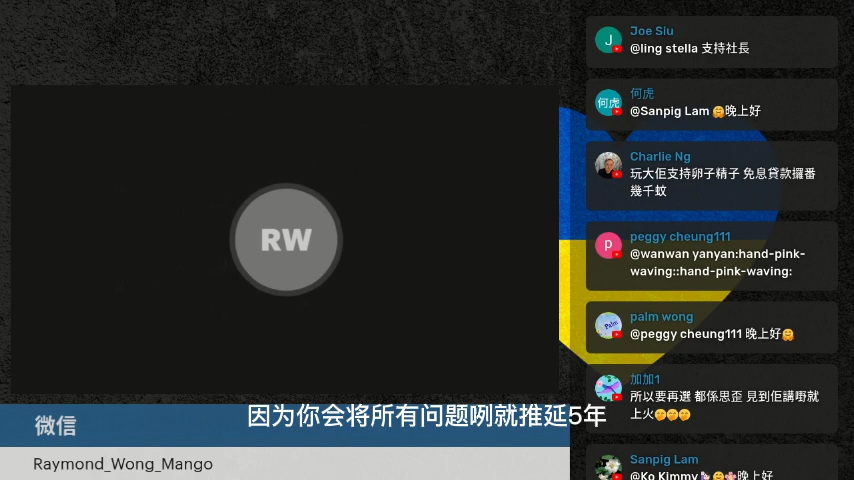 RW
因为你会将所有问题咧就推延5年
微信
Raymond_Wong_Mango
J
Joe Siu
@ling stella 支持社長
何虎
何虎
@Sanpig Lam 🤗晚上好
Charlie Ng
玩大佢支持卵子精子 免息貸款攞番
幾千蚊
p
peggy cheung111
@wanwan yanyan:hand-pink-
waving::hand-pink-waving:
Palm
palm wong
@peggy cheung111 晚上好🤗
加加1
所以要再選 都係思歪 見到佢講嘢就
上火🤭🤭🤭
Sanpig Lam
@Ko Kimmy🤗晚上好